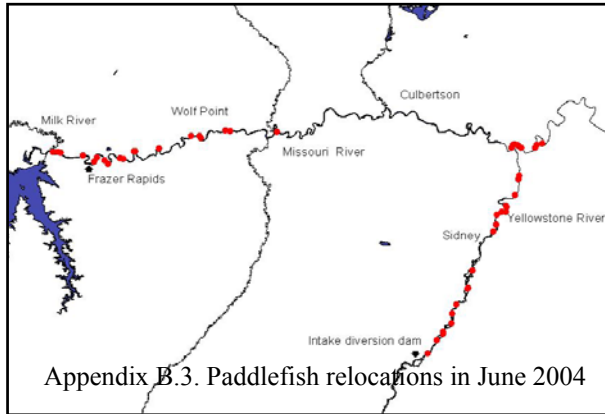 Culbertson
Wolf Point
Milk River
Missouri River
Frazer Rapids
Yellowstone River
Sidney
Intake diversion dam
Appendix B.3. Paddlefish relocations in June 2004